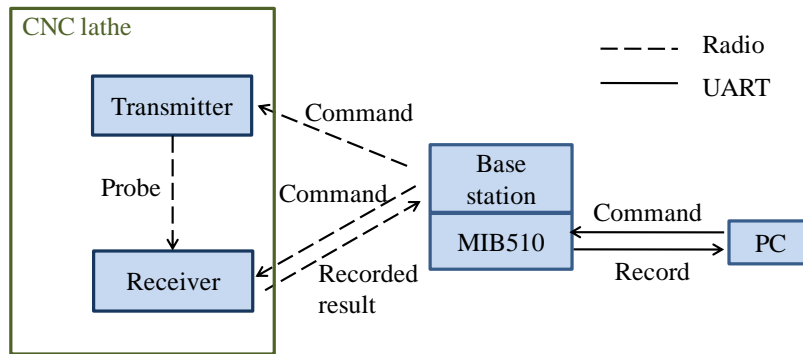 CNC lathe
Radio
UART
Transmitter
Command
Base
station
Probe
Command
Command
MIB510
PC
Receiver
Recorded
result
Record